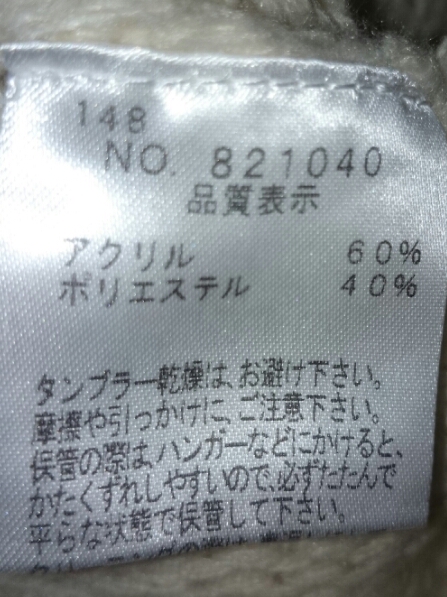 148
NO. 821040
品質表示
アクリル 60%
ポリエステル 40%
タンブラー乾燥は、お避け下さい。
摩擦や引っかけに、ご注意下さい。
保管の際は、ハンガーなどにかけると、
かたくずれしやすいので、必ずたたんで
平らな状態で保管して下さい。